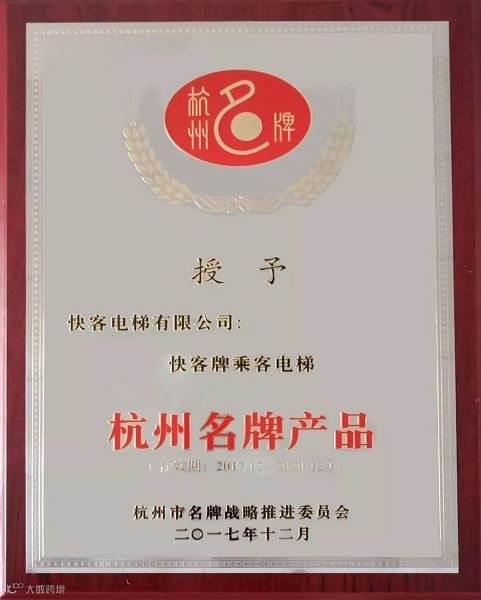 杭州名牌
授予
快客电梯有限公司:
快客牌乘客电梯
杭州名牌产品
(有效期: 2017.12-2020.12)
杭州市名牌战略推进委员会
二〇一七年十二月
大数跨境